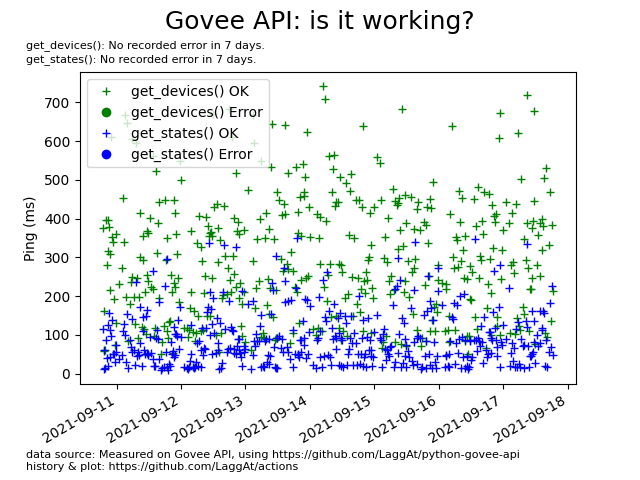 Govee API: is it working?
get_devices(): No recorded error in 7 days.
get_states(): No recorded error in 7 days.
get_devices() OK
get_devices() Error
get_states() OK
get_states() Error
Ping (ms)
700
600
500
400
300
200
100
0
2021-09-11
2021-09-12
2021-09-13
2021-09-14
2021-09-15
2021-09-16
2021-09-17
2021-09-18
data source: Measured on Govee API, using https://github.com/LaggAt/python-govee-api
history & plot: https://github.com/LaggAt/actions